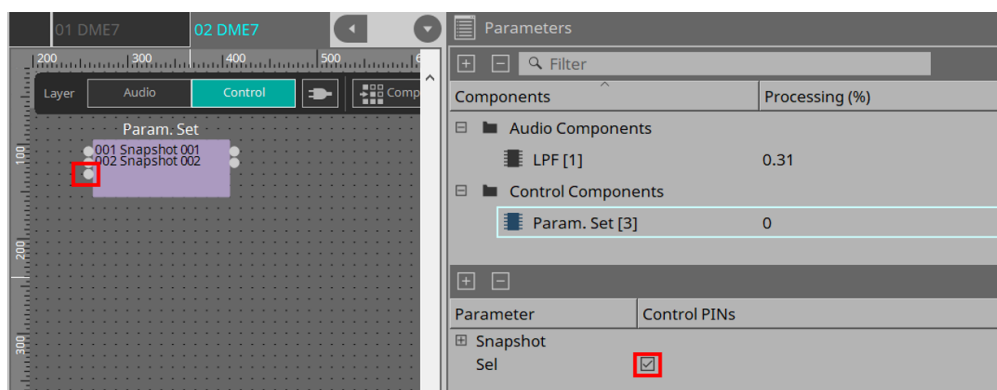 01 DME7
02 DME7
200 300 400 500
Layer Audio Control Comp
Param. Set
001 Snapshot 001
002 Snapshot 002
100
200
300
Parameters
Filter
Components Processing (%)
Audio Components
LPF [1] 0.31
Control Components
Param. Set [3] 0
Parameter Control PINs
Snapshot
Sel